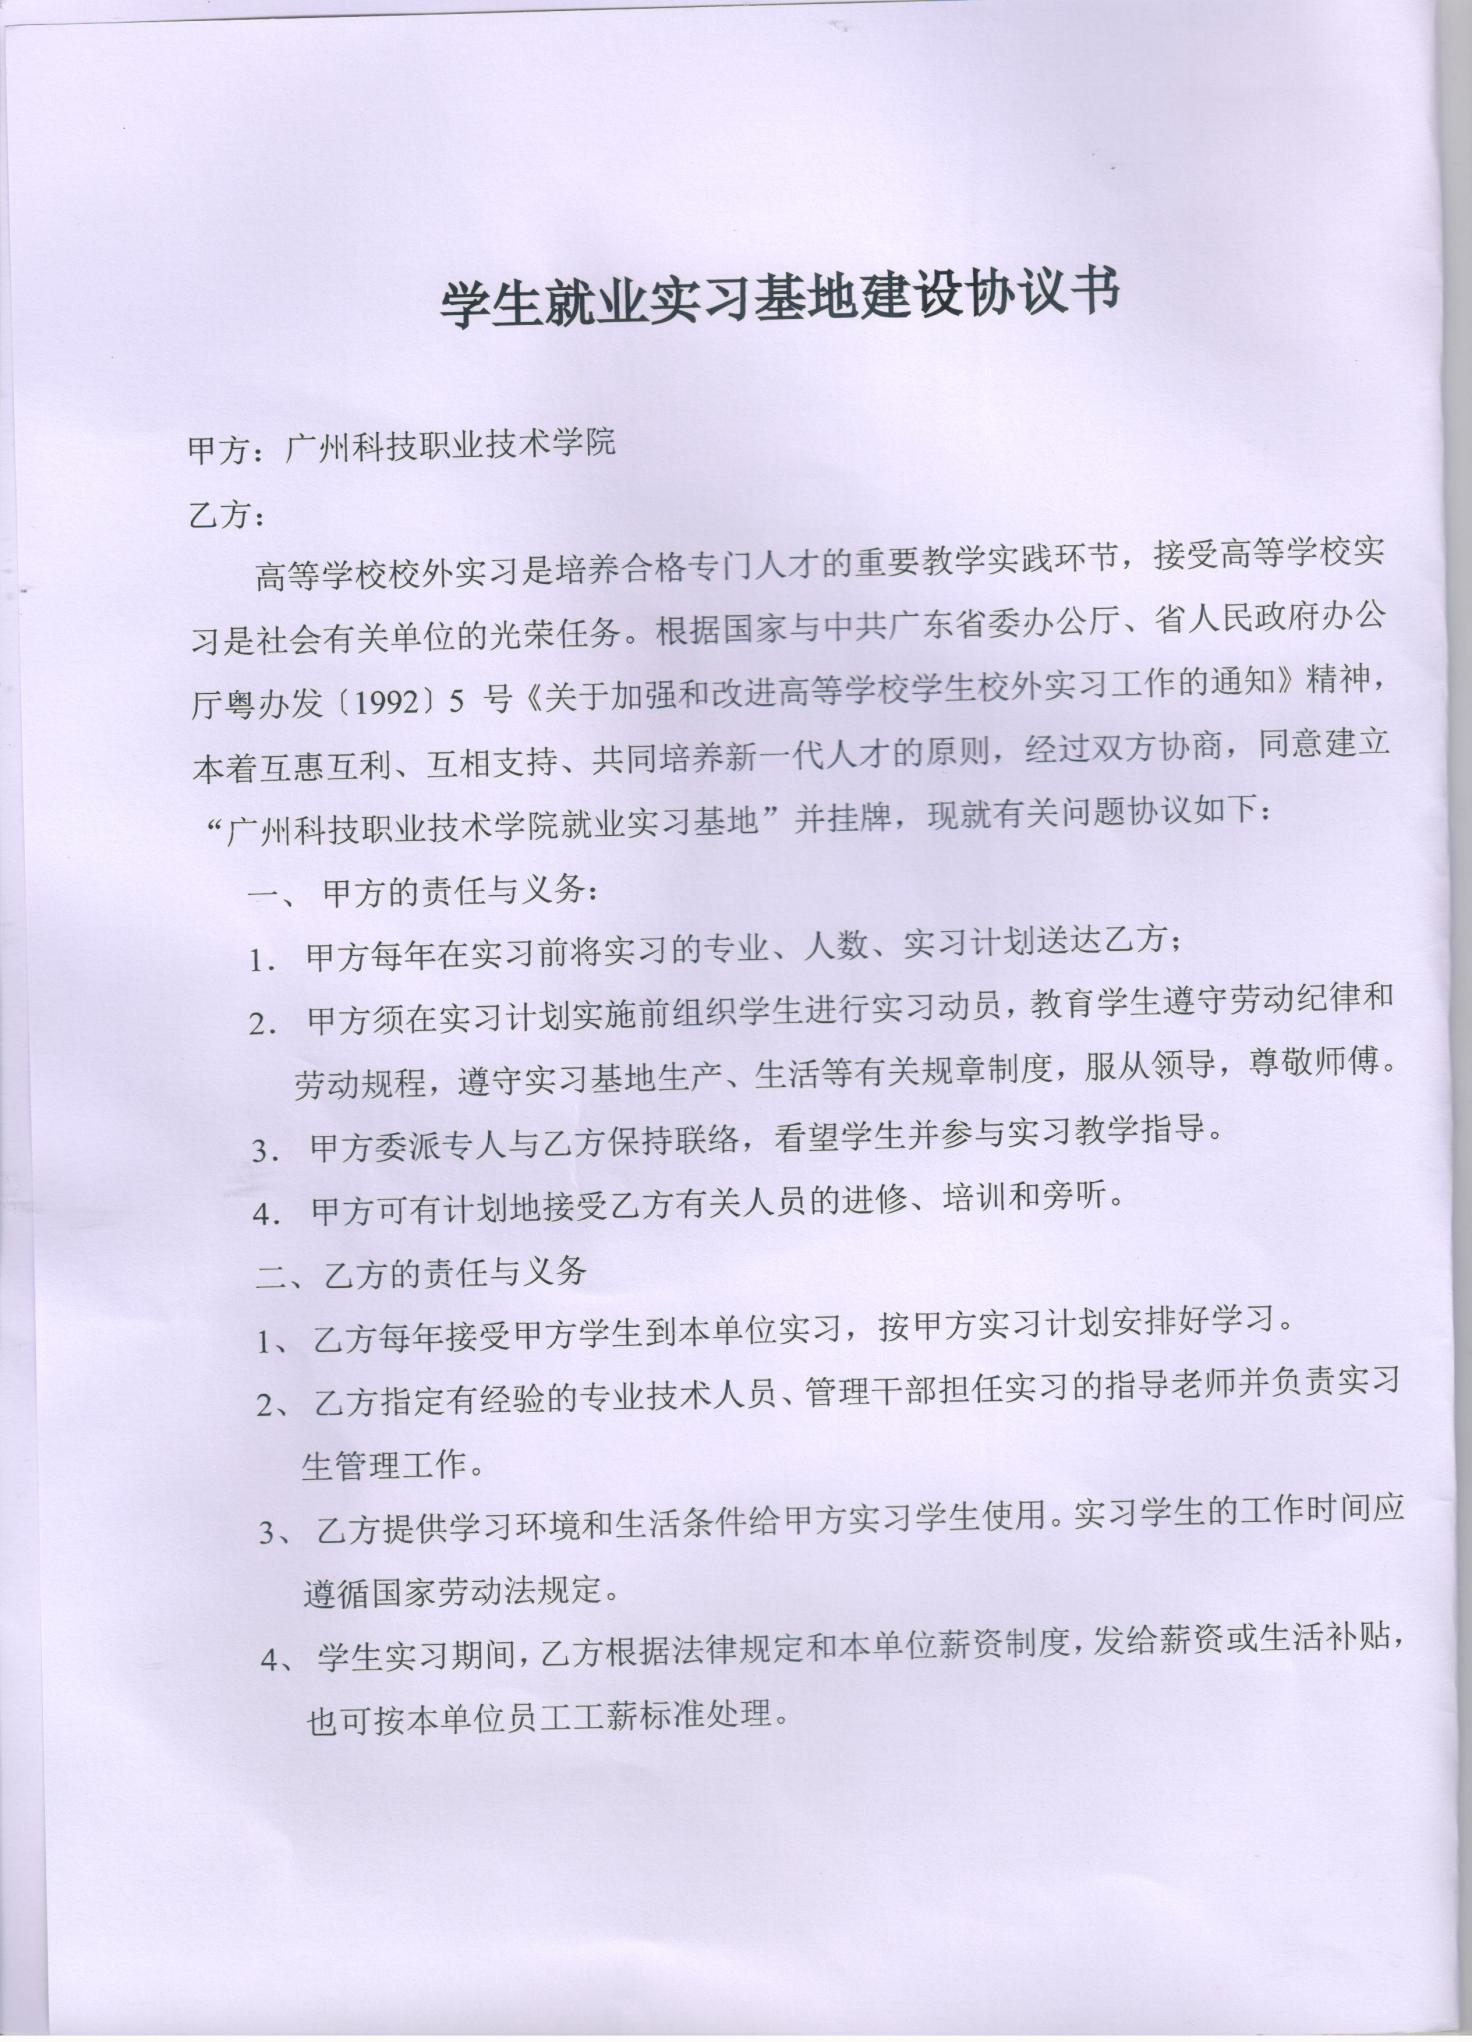 学生就业实习基地建设协议书
甲方：广州科技职业技术学院
乙方：
高等学校校外实习是培养合格专门人才的重要教学实践环节，接受高等学校实
习是社会有关单位的光荣任务。根据国家与中共广东省委办公厅、省人民政府办公
厅粤办发〔1992〕5 号《关于加强和改进高等学校学生校外实习工作的通知》精神，
本着互惠互利、互相支持、共同培养新一代人才的原则，经过双方协商，同意建立
“广州科技职业技术学院就业实习基地”并挂牌，现就有关问题协议如下：
一、 甲方的责任与义务：
1． 甲方每年在实习前将实习的专业、人数、实习计划送达乙方；
2． 甲方须在实习计划实施前组织学生进行实习动员，教育学生遵守劳动纪律和
劳动规程，遵守实习基地生产、生活等有关规章制度，服从领导，尊敬师傅。
3． 甲方委派专人与乙方保持联络，看望学生并参与实习教学指导。
4． 甲方可有计划地接受乙方有关人员的进修、培训和旁听。
二、乙方的责任与义务
1、 乙方每年接受甲方学生到本单位实习，按甲方实习计划安排好学习。
2、 乙方指定有经验的专业技术人员、管理干部担任实习的指导老师并负责实习
生管理工作。
3、 乙方提供学习环境和生活条件给甲方实习学生使用。实习学生的工作时间应
遵循国家劳动法规定。
4、 学生实习期间，乙方根据法律规定和本单位薪资制度，发给薪资或生活补贴，
也可按本单位员工工薪标准处理。